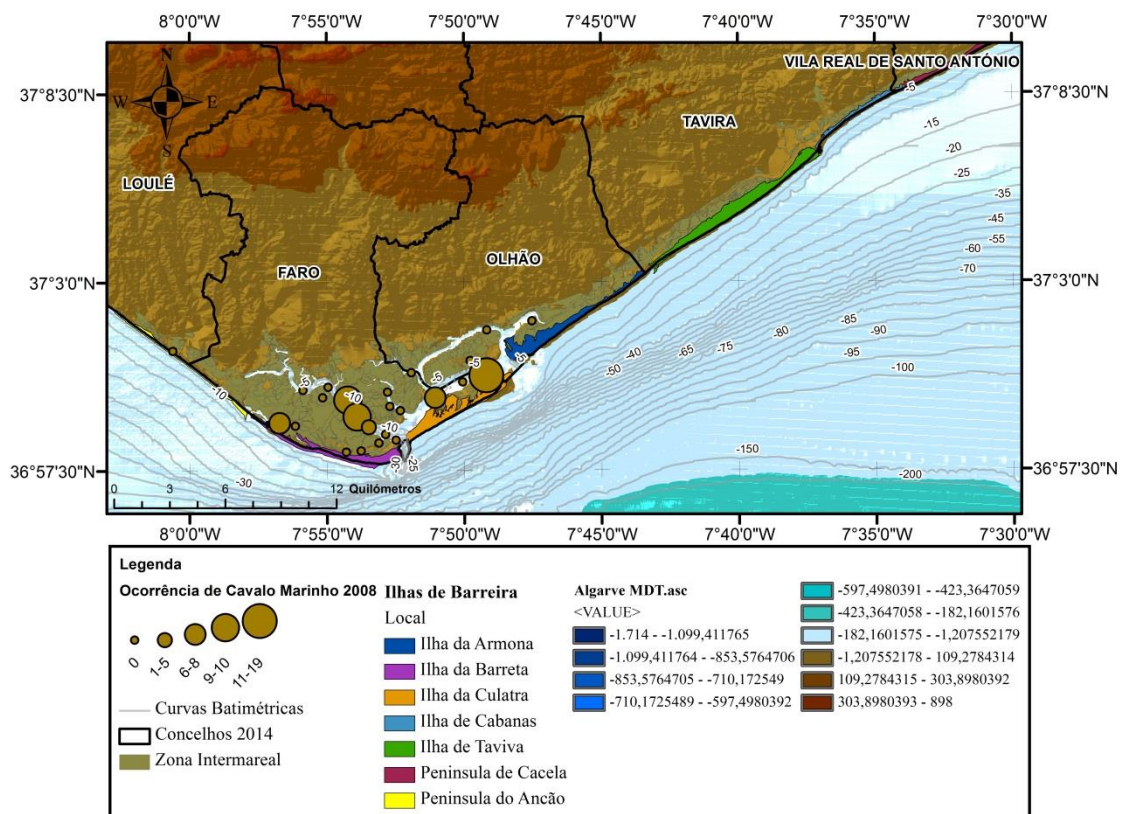 8°0'0"W 7°55'0"W 7°50'0"W 7°45'0"W 7°40'0"W 7°35'0"W 7°30'0"W
N
W E
S
VILA REAL DE SANTO ANTÓNIO
37°8'30"N 37°8'30"N
-5
TAVIRA
-15
-20
-25
LOULÉ
-35
-45
-55
-60
-70
OLHÃO
FARO
37°3'30"N 37°3'30"N
-85
-80 -90
-75
-65 -95
-40 -100
-50
-5
-5
-5
-5
-10
-10
-10
-30
-25
-150
-200
36°57'30"N 36°57'30"N
-30
0 3 6 12 Quilómetros
8°0'0"W 7°55'0"W 7°50'0"W 7°45'0"W 7°40'0"W 7°35'0"W 7°30'0"W
Legenda
Ocorrência de Cavalo Marinho 2008
0
1-5
6-8
9-10
11-19
Curvas Batimétricas
Concelhos 2014
Zona Intermareal
Ilhas de Barreira
Local
Ilha da Armona
Ilha da Barreta
Ilha da Culatra
Ilha de Cabanas
Ilha de Taviva
Peninsula de Cacela
Peninsula do Ancão
Algarve MDT.asc
<VALUE>
-1.714 - -1.099,411765
-1.099,411764 - -853,5764706
-853,5764705 - -710,172549
-710,1725489 - -597,4980392
-597,4980391 - -423,3647059
-423,3647058 - -182,1601576
-182,1601575 - -1,207552179
-1,207552178 - 109,2784314
109,2784315 - 303,8980392
303,8980393 - 898